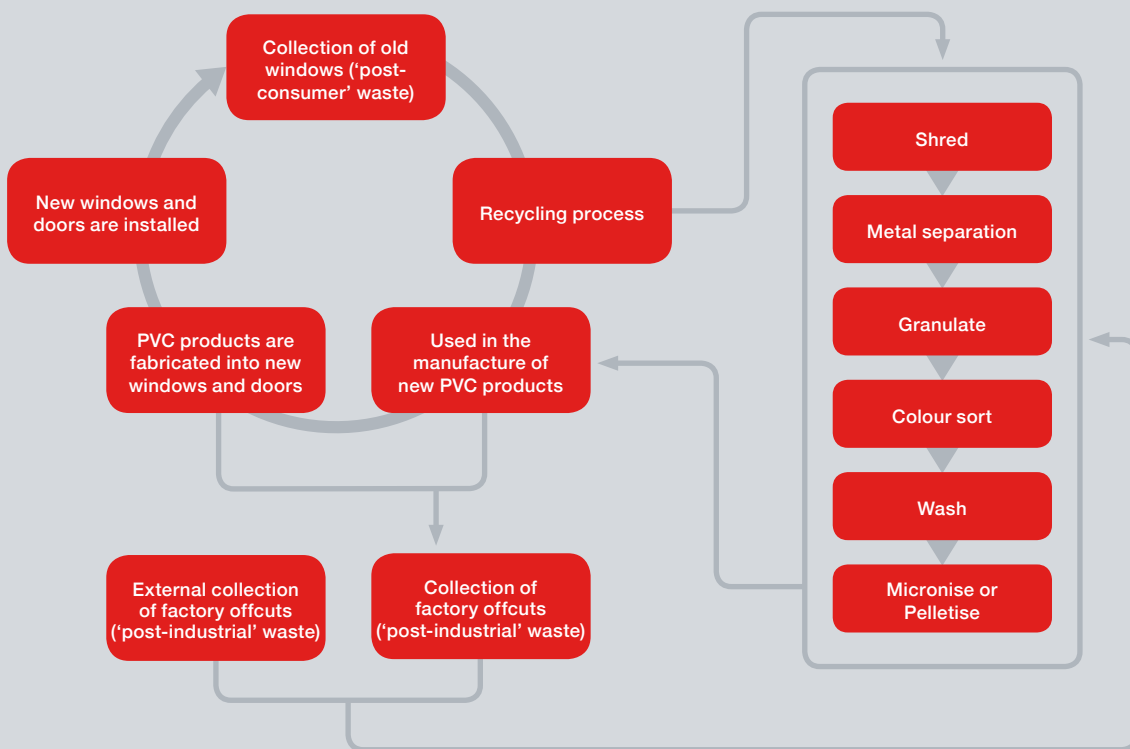 Collection of old
windows (‘post-
consumer’ waste)
New windows and
doors are installed
Recycling process
PVC products are
fabricated into new
windows and doors
Used in the
manufacture of
new PVC products
External collection
of factory offcuts
(‘post-industrial’ waste)
Collection of
factory offcuts
(‘post-industrial’ waste)
Shred
Metal separation
Granulate
Colour sort
Wash
Micronise or
Pelletise